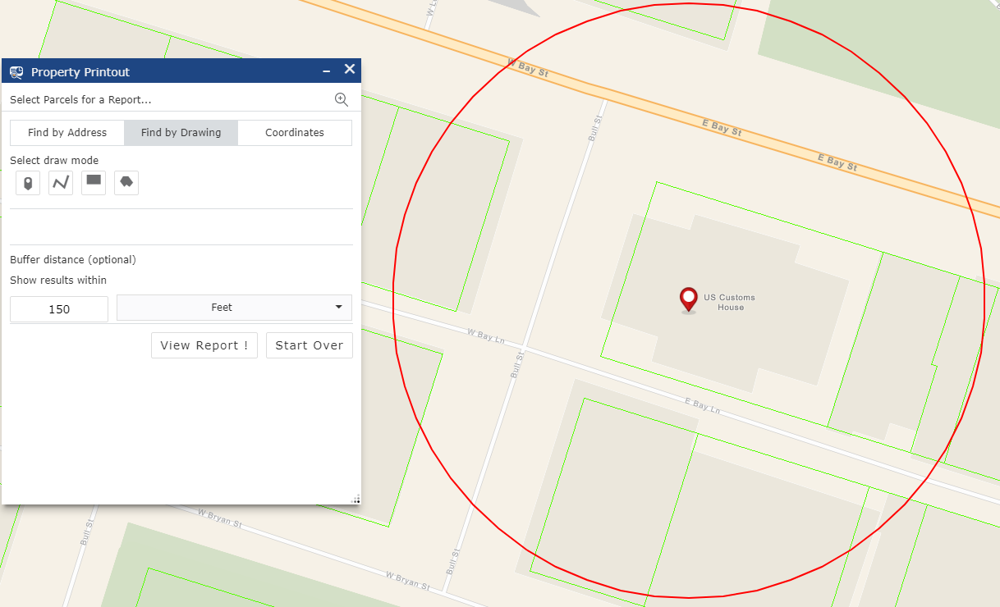 Property Printout
Select Parcels for a Report...
Find by Address
Find by Drawing
Coordinates
Select draw mode
Buffer distance (optional)
Show results within
150
Feet
View Report !
Start Over
W Bay St
E Bay St
E Bay St
Bull St
US Customs
House
W Bay Ln
Bull St
E Bay Ln
W Bryan St
Bull St
Bull St
W Bryan St